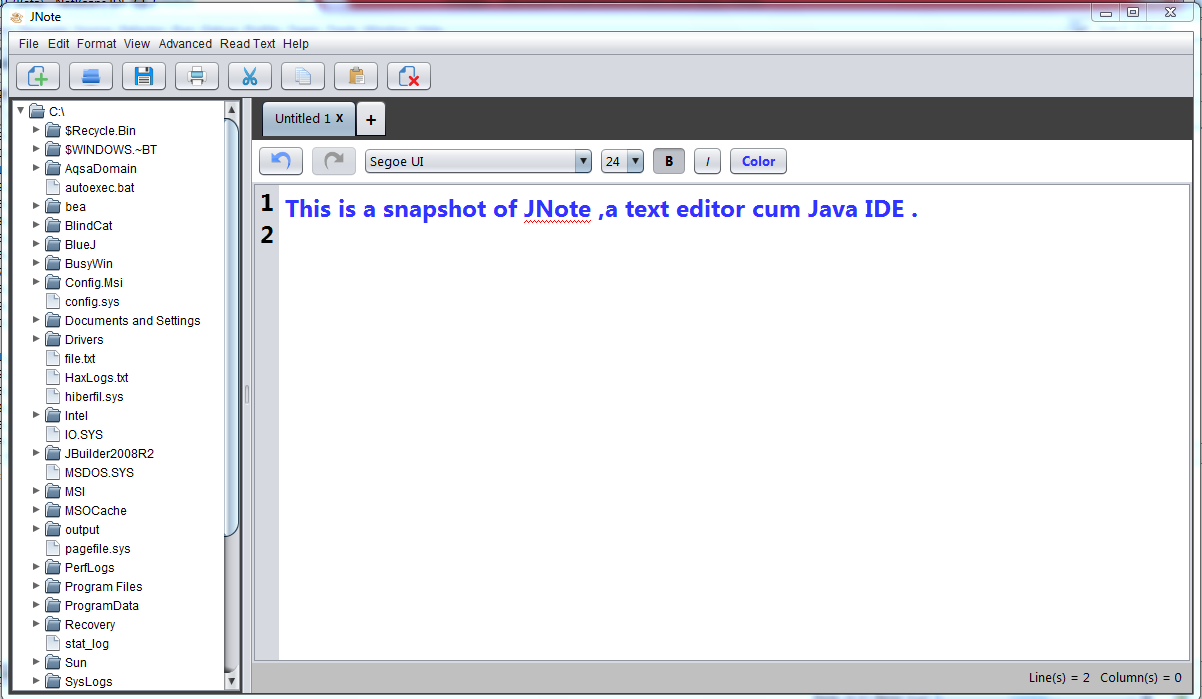 JNote
File Edit Format View Advanced Read Text Help
C:\
$Recycle.Bin
$WINDOWS.~BT
AqsaDomain
autoexec.bat
bea
BlindCat
BlueJ
BusyWin
Config.Msi
config.sys
Documents and Settings
Drivers
file.txt
HaxLogs.txt
hiberfil.sys
Intel
IO.SYS
JBuilder2008R2
MSDOS.SYS
MSI
MSOCache
output
pagefile.sys
PerfLogs
Program Files
ProgramData
Recovery
stat_log
Sun
SysLogs
Untitled 1 X +
Segoe UI 24 B I Color
1 This is a snapshot of JNote ,a text editor cum Java IDE .
2
Line(s) = 2 Column(s) = 0